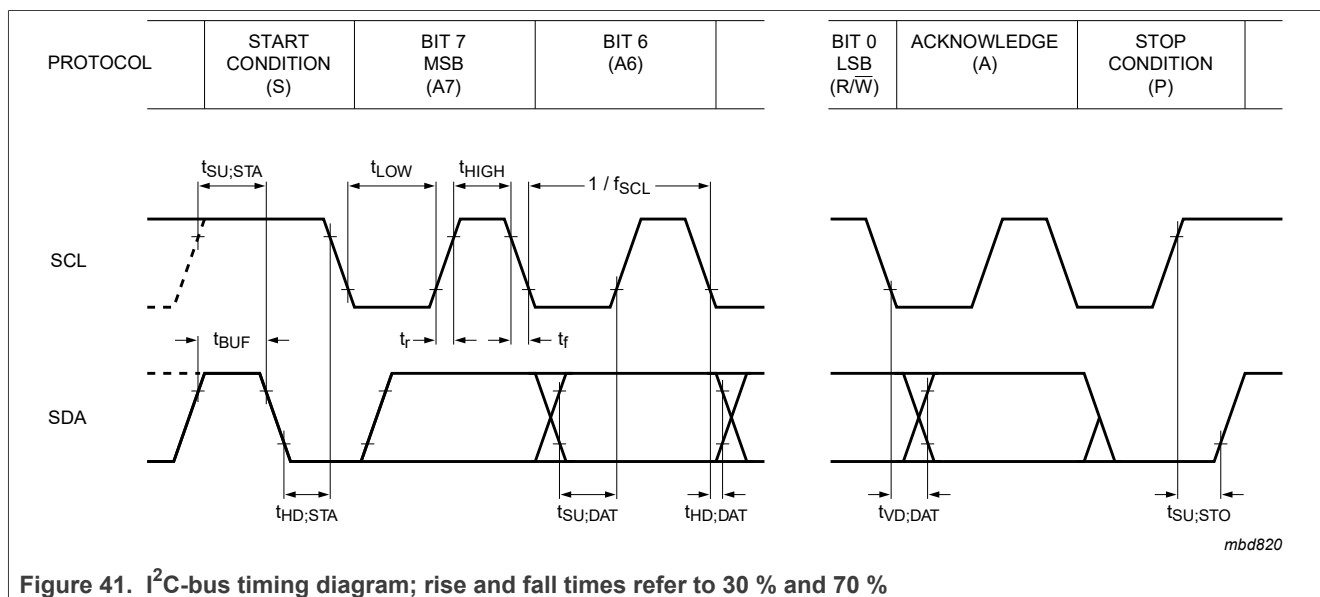 PROTOCOL
START
CONDITION
(S)
BIT 7
MSB
(A7)
BIT 6
(A6)
BIT 0
LSB
(R/W̅)
ACKNOWLEDGE
(A)
STOP
CONDITION
(P)
tSU;STA
tLOW
tHIGH
1 / fSCL
SCL
tBUF
tr
tf
SDA
tHD;STA
tSU;DAT
tHD;DAT
tVD;DAT
tSU;STO
mbd820
Figure 41. I²C-bus timing diagram; rise and fall times refer to 30 % and 70 %